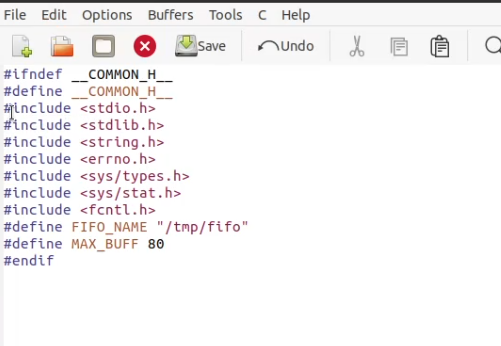 File Edit Options Buffers Tools C Help
Save Undo
#ifndef __COMMON_H__
#define __COMMON_H__
#include <stdio.h>
#include <stdlib.h>
#include <string.h>
#include <errno.h>
#include <sys/types.h>
#include <sys/stat.h>
#include <fcntl.h>
#define FIFO_NAME "/tmp/fifo"
#define MAX_BUFF 80
#endif